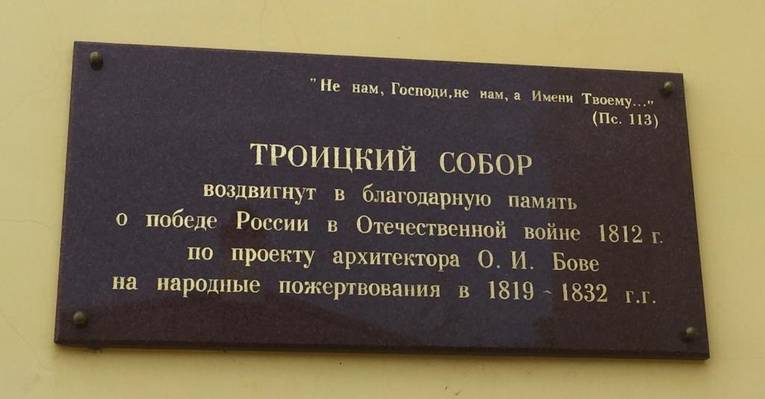 "Не нам, Господи,не нам, а Имени Твоему..."
(Пс. 113)
ТРОИЦКИЙ СОБОР
воздвигнут в благодарную память
о победе России в Отечественной войне 1812 г.
по проекту архитектора О. И. Бове
на народные пожертвования в 1819 - 1832 г.г.